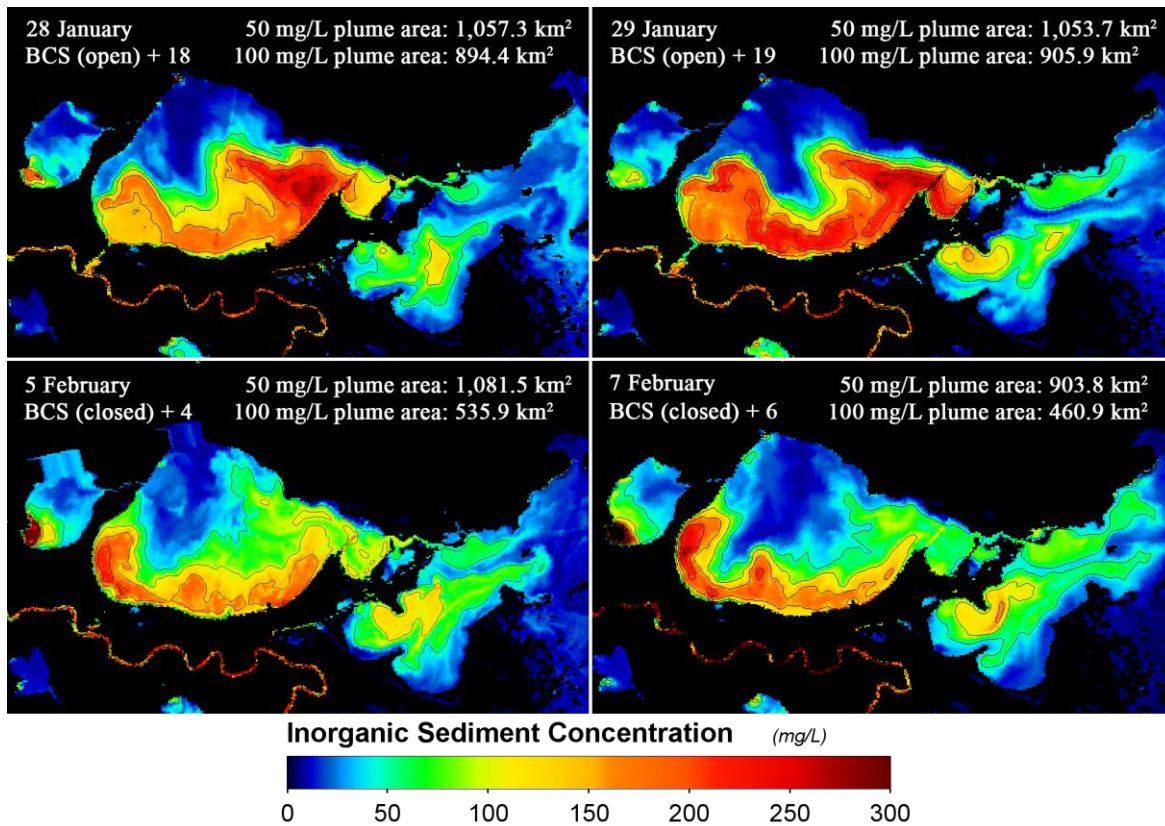 28 January 50 mg/L plume area: 1,057.3 km²
BCS (open) + 18 100 mg/L plume area: 894.4 km²
29 January 50 mg/L plume area: 1,053.7 km²
BCS (open) + 19 100 mg/L plume area: 905.9 km²
5 February 50 mg/L plume area: 1,081.5 km²
BCS (closed) + 4 100 mg/L plume area: 535.9 km²
7 February 50 mg/L plume area: 903.8 km²
BCS (closed) + 6 100 mg/L plume area: 460.9 km²
Inorganic Sediment Concentration (mg/L)
0 50 100 150 200 250 300